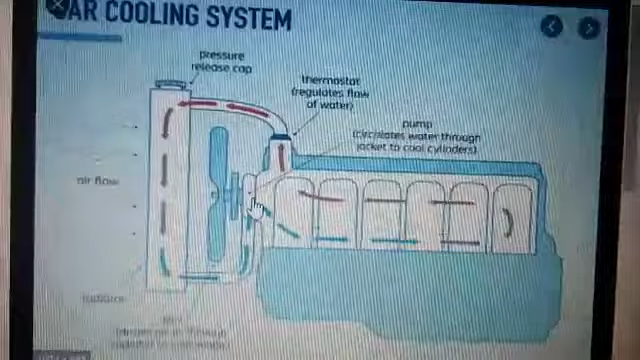 AR COOLING SYSTEM
pressure
release cap
thermostat
(regulates flow
of water)
pump
(circulates water through
jacket to cool cylinders)
air flow
radiator